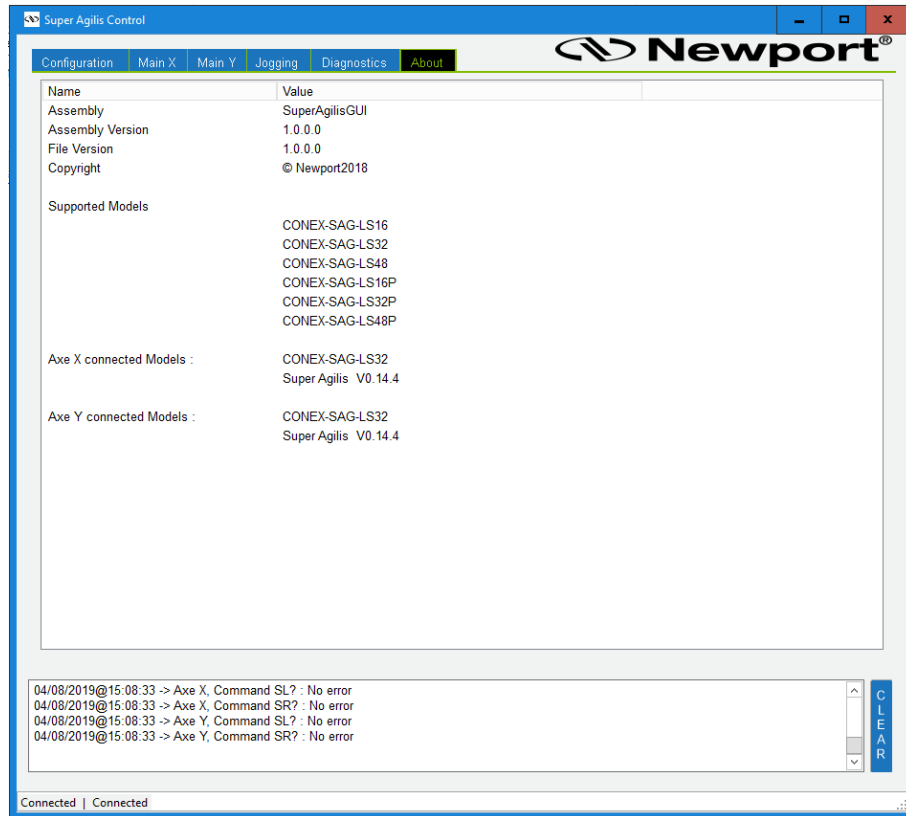 Super Agilis Control
Newport®
Configuration Main X Main Y Jogging Diagnostics About
Name Value
Assembly SuperAgilisGUI
Assembly Version 1.0.0.0
File Version 1.0.0.0
Copyright © Newport2018
Supported Models
CONEX-SAG-LS16
CONEX-SAG-LS32
CONEX-SAG-LS48
CONEX-SAG-LS16P
CONEX-SAG-LS32P
CONEX-SAG-LS48P
Axe X connected Models : CONEX-SAG-LS32
Super Agilis V0.14.4
Axe Y connected Models : CONEX-SAG-LS32
Super Agilis V0.14.4
04/08/2019@15:08:33 -> Axe X, Command SL? : No error
04/08/2019@15:08:33 -> Axe X, Command SR? : No error
04/08/2019@15:08:33 -> Axe Y, Command SL? : No error
04/08/2019@15:08:33 -> Axe Y, Command SR? : No error
CLEAR
Connected | Connected